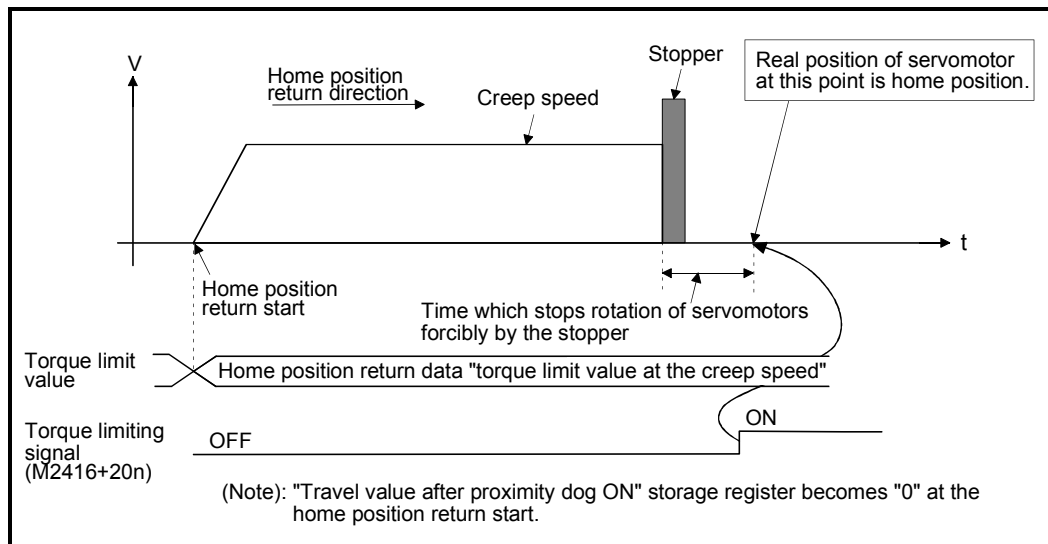 V
Home position
return direction
Creep speed
Stopper
Real position of servomotor
at this point is home position.
t
Home position
return start
Time which stops rotation of servomotors
forcibly by the stopper
Torque limit
value
Home position return data "torque limit value at the creep speed"
Torque limiting
signal
(M2416+20n)
OFF
ON
(Note): "Travel value after proximity dog ON" storage register becomes "0" at the
home position return start.